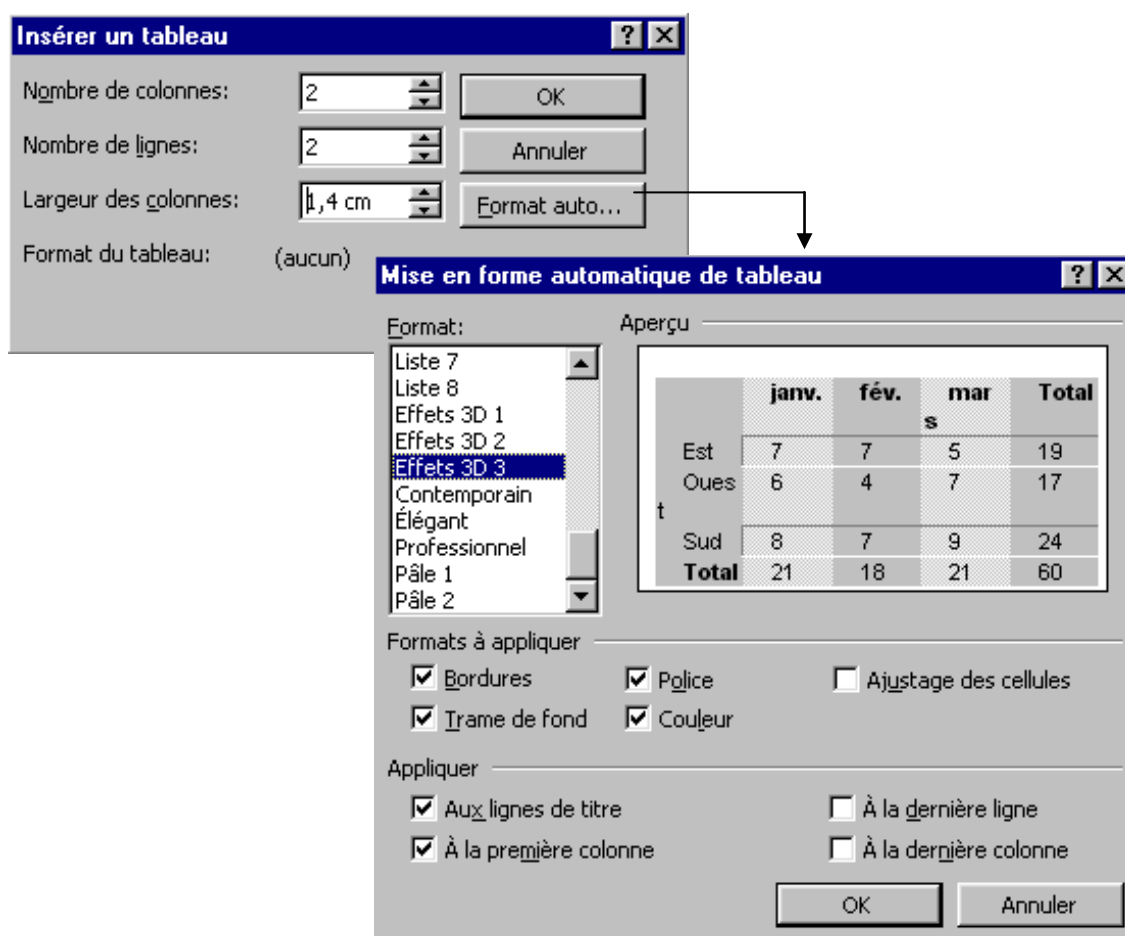 Insérer un tableau
Nombre de colonnes: 2 OK
Nombre de lignes: 2 Annuler
Largeur des colonnes: 1,4 cm Format auto...
Format du tableau: (aucun)
Mise en forme automatique de tableau
Format: Aperçu
Liste 7
Liste 8
Effets 3D 1
Effets 3D 2
Effets 3D 3
Contemporain
Élégant
Professionnel
Pâle 1
Pâle 2
janv. fév. mar Total
s
Est 7 7 5 19
Oues 6 4 7 17
t
Sud 8 7 9 24
Total 21 18 21 60
Formats à appliquer
Bordures Police Ajustage des cellules
Trame de fond Couleur
Appliquer
Aux lignes de titre À la dernière ligne
À la première colonne À la dernière colonne
OK Annuler